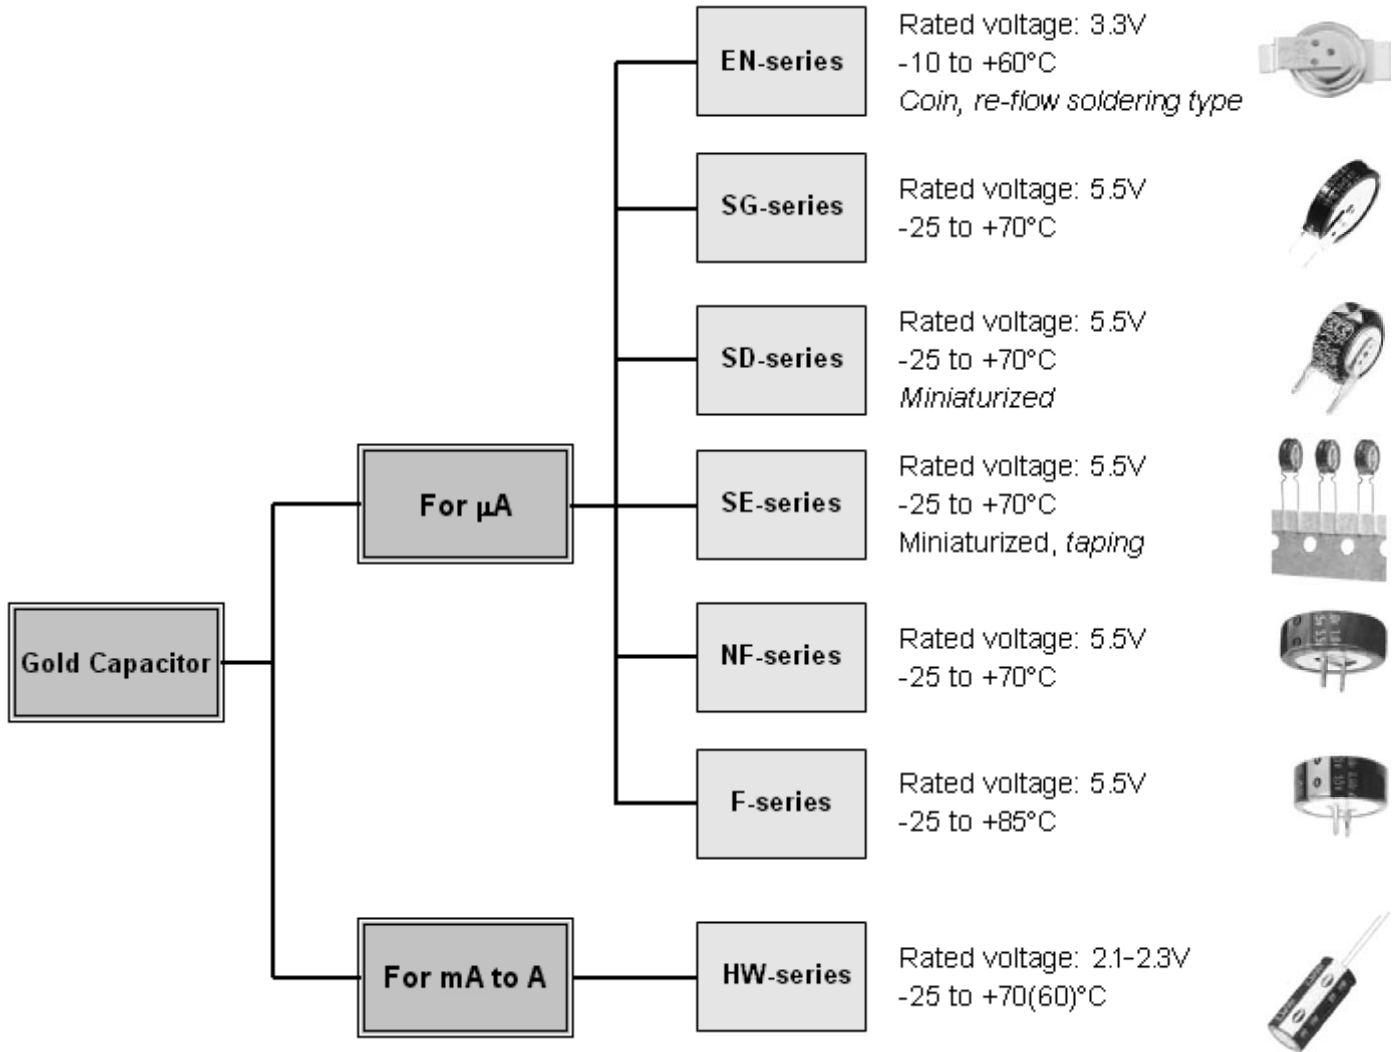 EN-series
Rated voltage: 3.3V
-10 to +60°C
Coin, re-flow soldering type
SG-series
Rated voltage: 5.5V
-25 to +70°C
SD-series
Rated voltage: 5.5V
-25 to +70°C
Miniaturized
For µA
SE-series
Rated voltage: 5.5V
-25 to +70°C
Miniaturized, taping
Gold Capacitor
NF-series
Rated voltage: 5.5V
-25 to +70°C
F-series
Rated voltage: 5.5V
-25 to +85°C
For mA to A
HW-series
Rated voltage: 2.1-2.3V
-25 to +70(60)°C